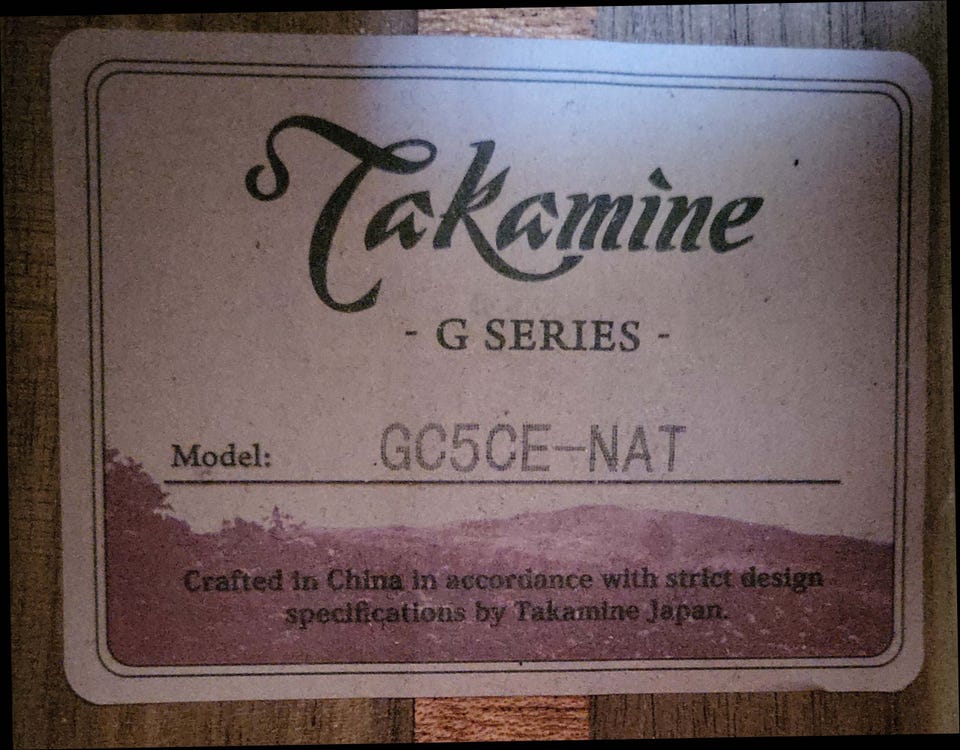 Takamine
- G SERIES -
Model: GC5CE-NAT
Crafted in China in accordance with strict design
specifications by Takamine Japan.